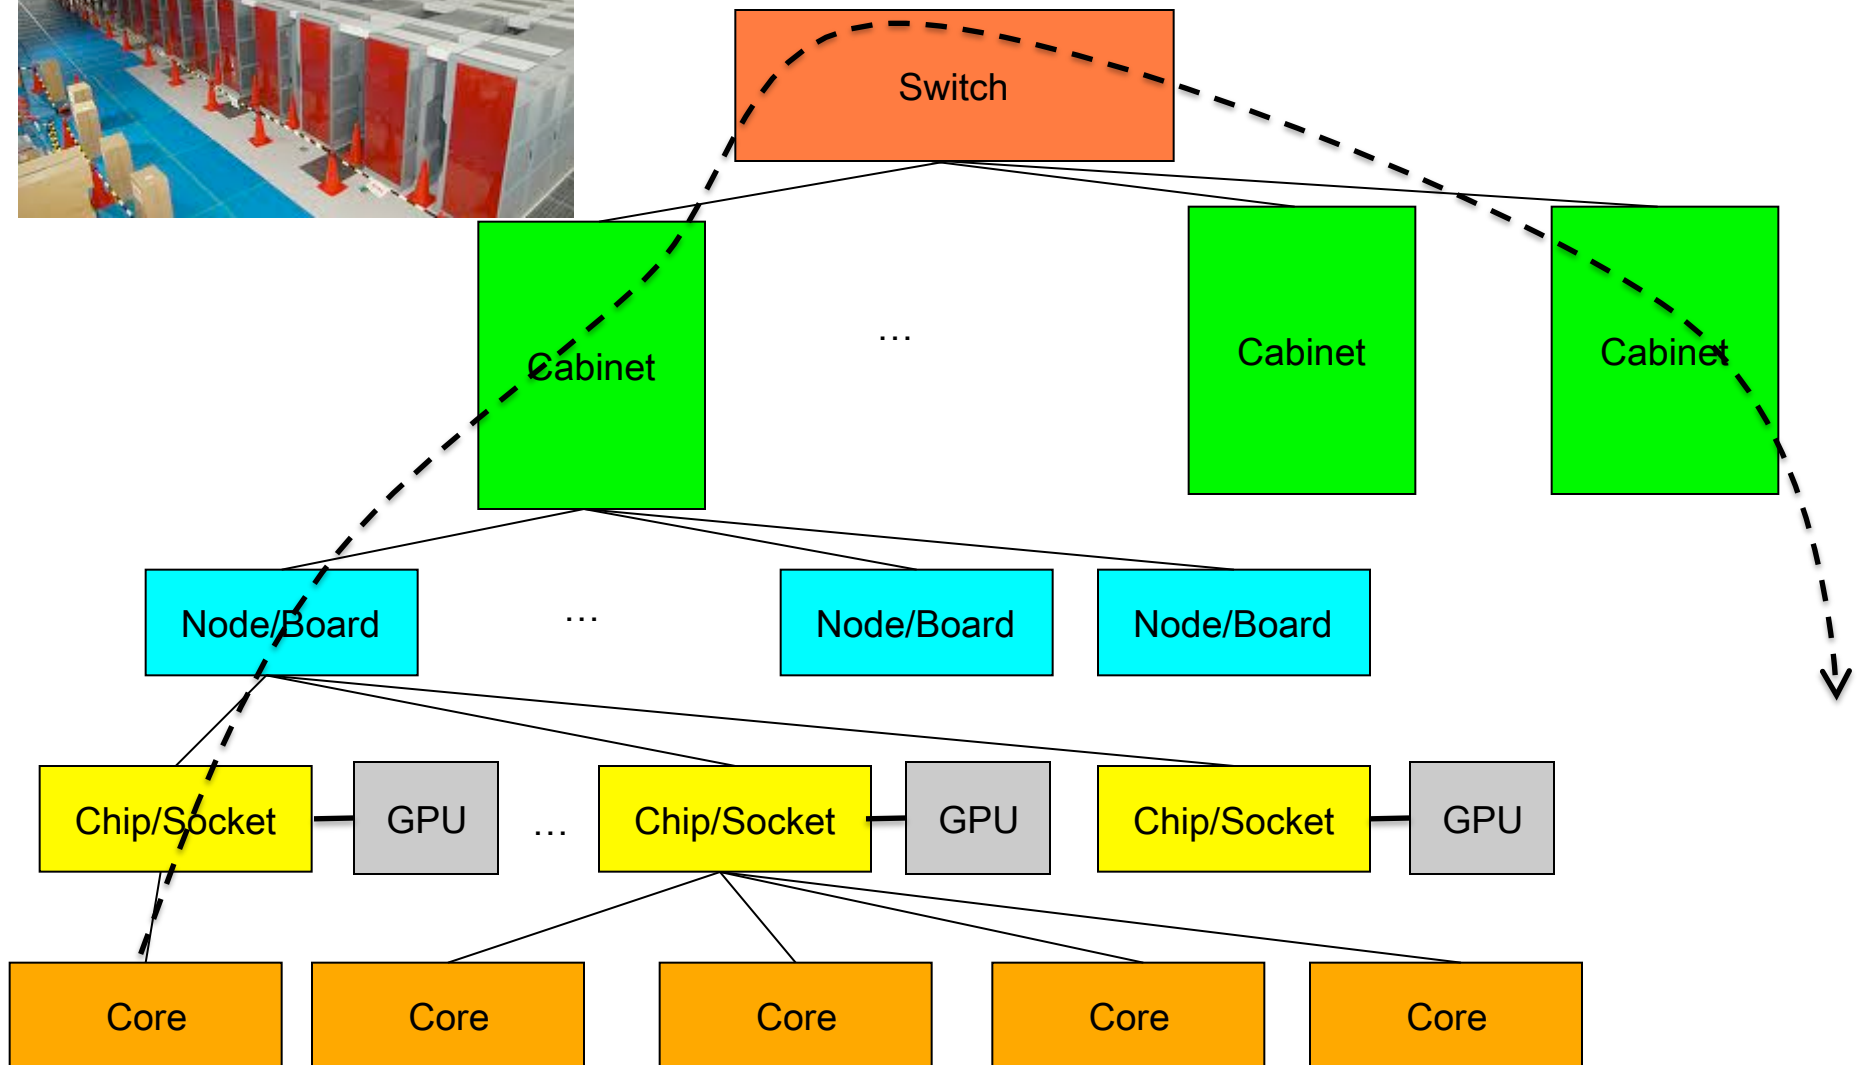 Switch
Cabinet
…
Cabinet
Cabinet
Node/Board
…
Node/Board
Node/Board
Chip/Socket
GPU
…
Chip/Socket
GPU
Chip/Socket
GPU
Core
Core
Core
Core
Core